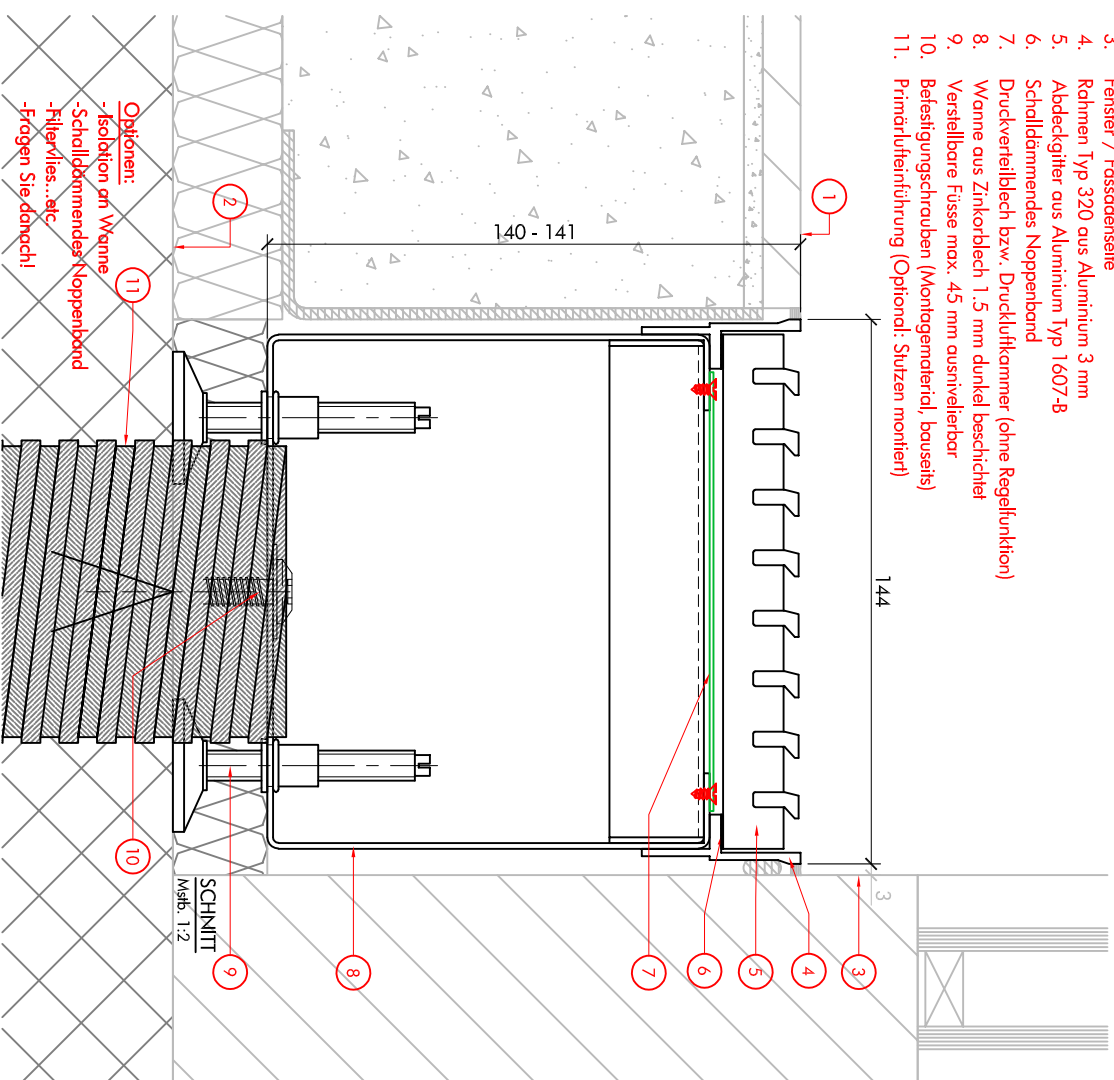 3. Fenster / Fassadenseite
4. Rahmen Typ 320 aus Aluminium 3 mm
5. Abdeckgitter aus Aluminium Typ 1607-B
6. Schalldämmendes Noppenband
7. Druckverteilblech bzw. Druckluftkammer (ohne Regelfunktion)
8. Wanne aus Zinkorblech 1.5 mm dunkel beschichtet
9. Verstellbare Füsse max. 45 mm ausnivelierbar
10. Befestigungschrauben (Montagematerial, bauseits)
11. Primärlufteinführung (Optional: Stutzen montiert)
1
140 - 141
2
Optionen:
- Isolation an Wanne
-Schalldämmendes Noppenband
-Filtervlies...etc.
-Fragen Sie danach!
11
144
10
SCHNITT
Mstb. 1:2
3
9
8
7
6
5
4
3